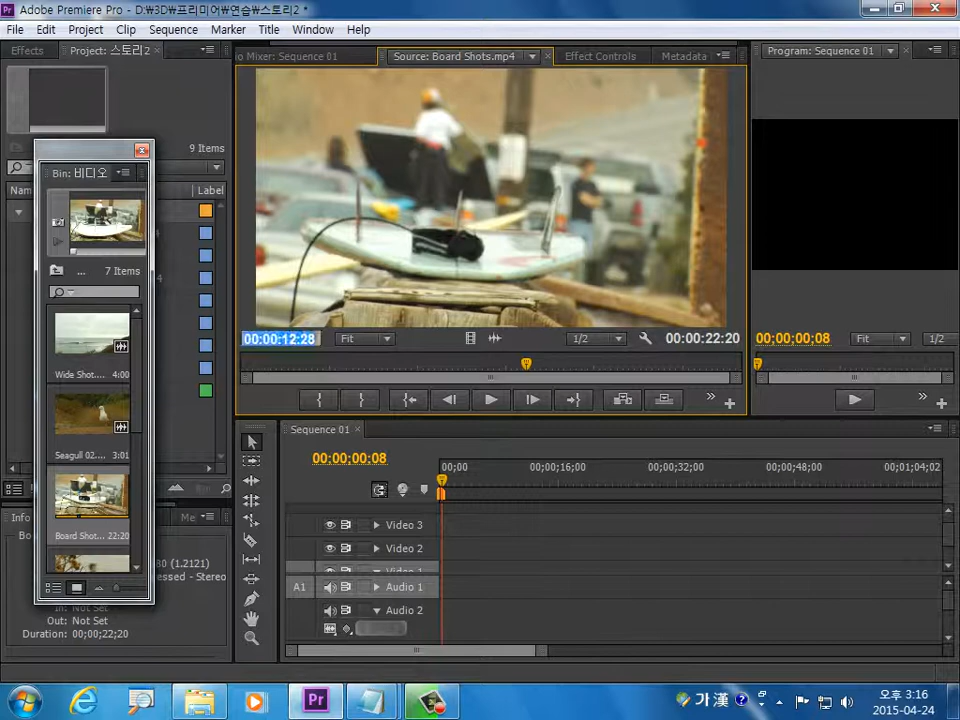 Adobe Premiere Pro - D:\3D\프리미어\연습\스토리2 *
File Edit Project Clip Sequence Marker Title Window Help
Effects
Project: 스토리2
o Mixer: Sequence 01
Source: Board Shots.mp4
Effect Controls
Metadata
Program: Sequence 01
9 Items
Label
Bin: 비디오
...
7 Items
Wide Shot.... 4:00
Seagull 02.... 3:01
Board Shot... 22:20
00:00:12:28
Fit
1/2
00:00:22:20
00;00;00;08
Fit
1/2
Sequence 01
00;00;00;08
00;00
00;00;16;00
00;00;32;00
00;00;48;00
00;01;04;02
Video 3
Video 2
Video 1
A1
Audio 1
Audio 2
Info
Me
80 (1.2121)
ssed - Stereo
In: Not Set
Out: Not Set
Duration: 00;00;22;20
가 漢
오후 3:16
2015-04-24